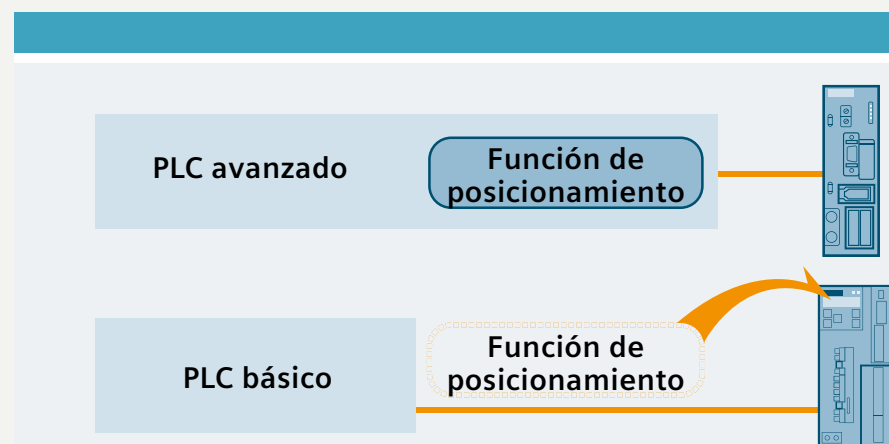 PLC avanzado
Función de
posicionamiento
PLC básico
Función de
posicionamiento